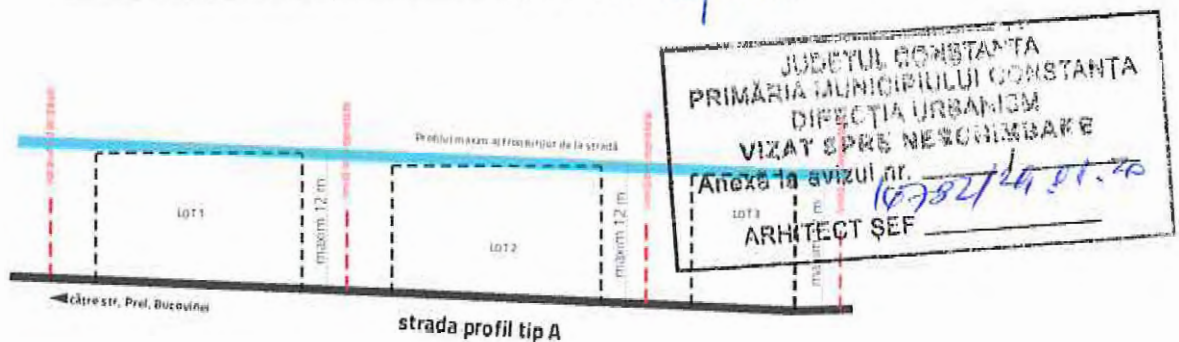 JUDEȚUL CONSTANȚA
PRIMĂRIA MUNICIPIULUI CONSTANȚA
DIRECȚIA URBANISM
VIZAT SPRE NESCHIMBARE
Anexă la avizul nr.
ARHITECT ȘEF
Profilul maxim al fronturilor de la stradă
LOT 1
maxim 12 m
LOT 2
maxim 12 m
LOT 3
maxim
către str. Prel. Bucovinei
strada profil tip A